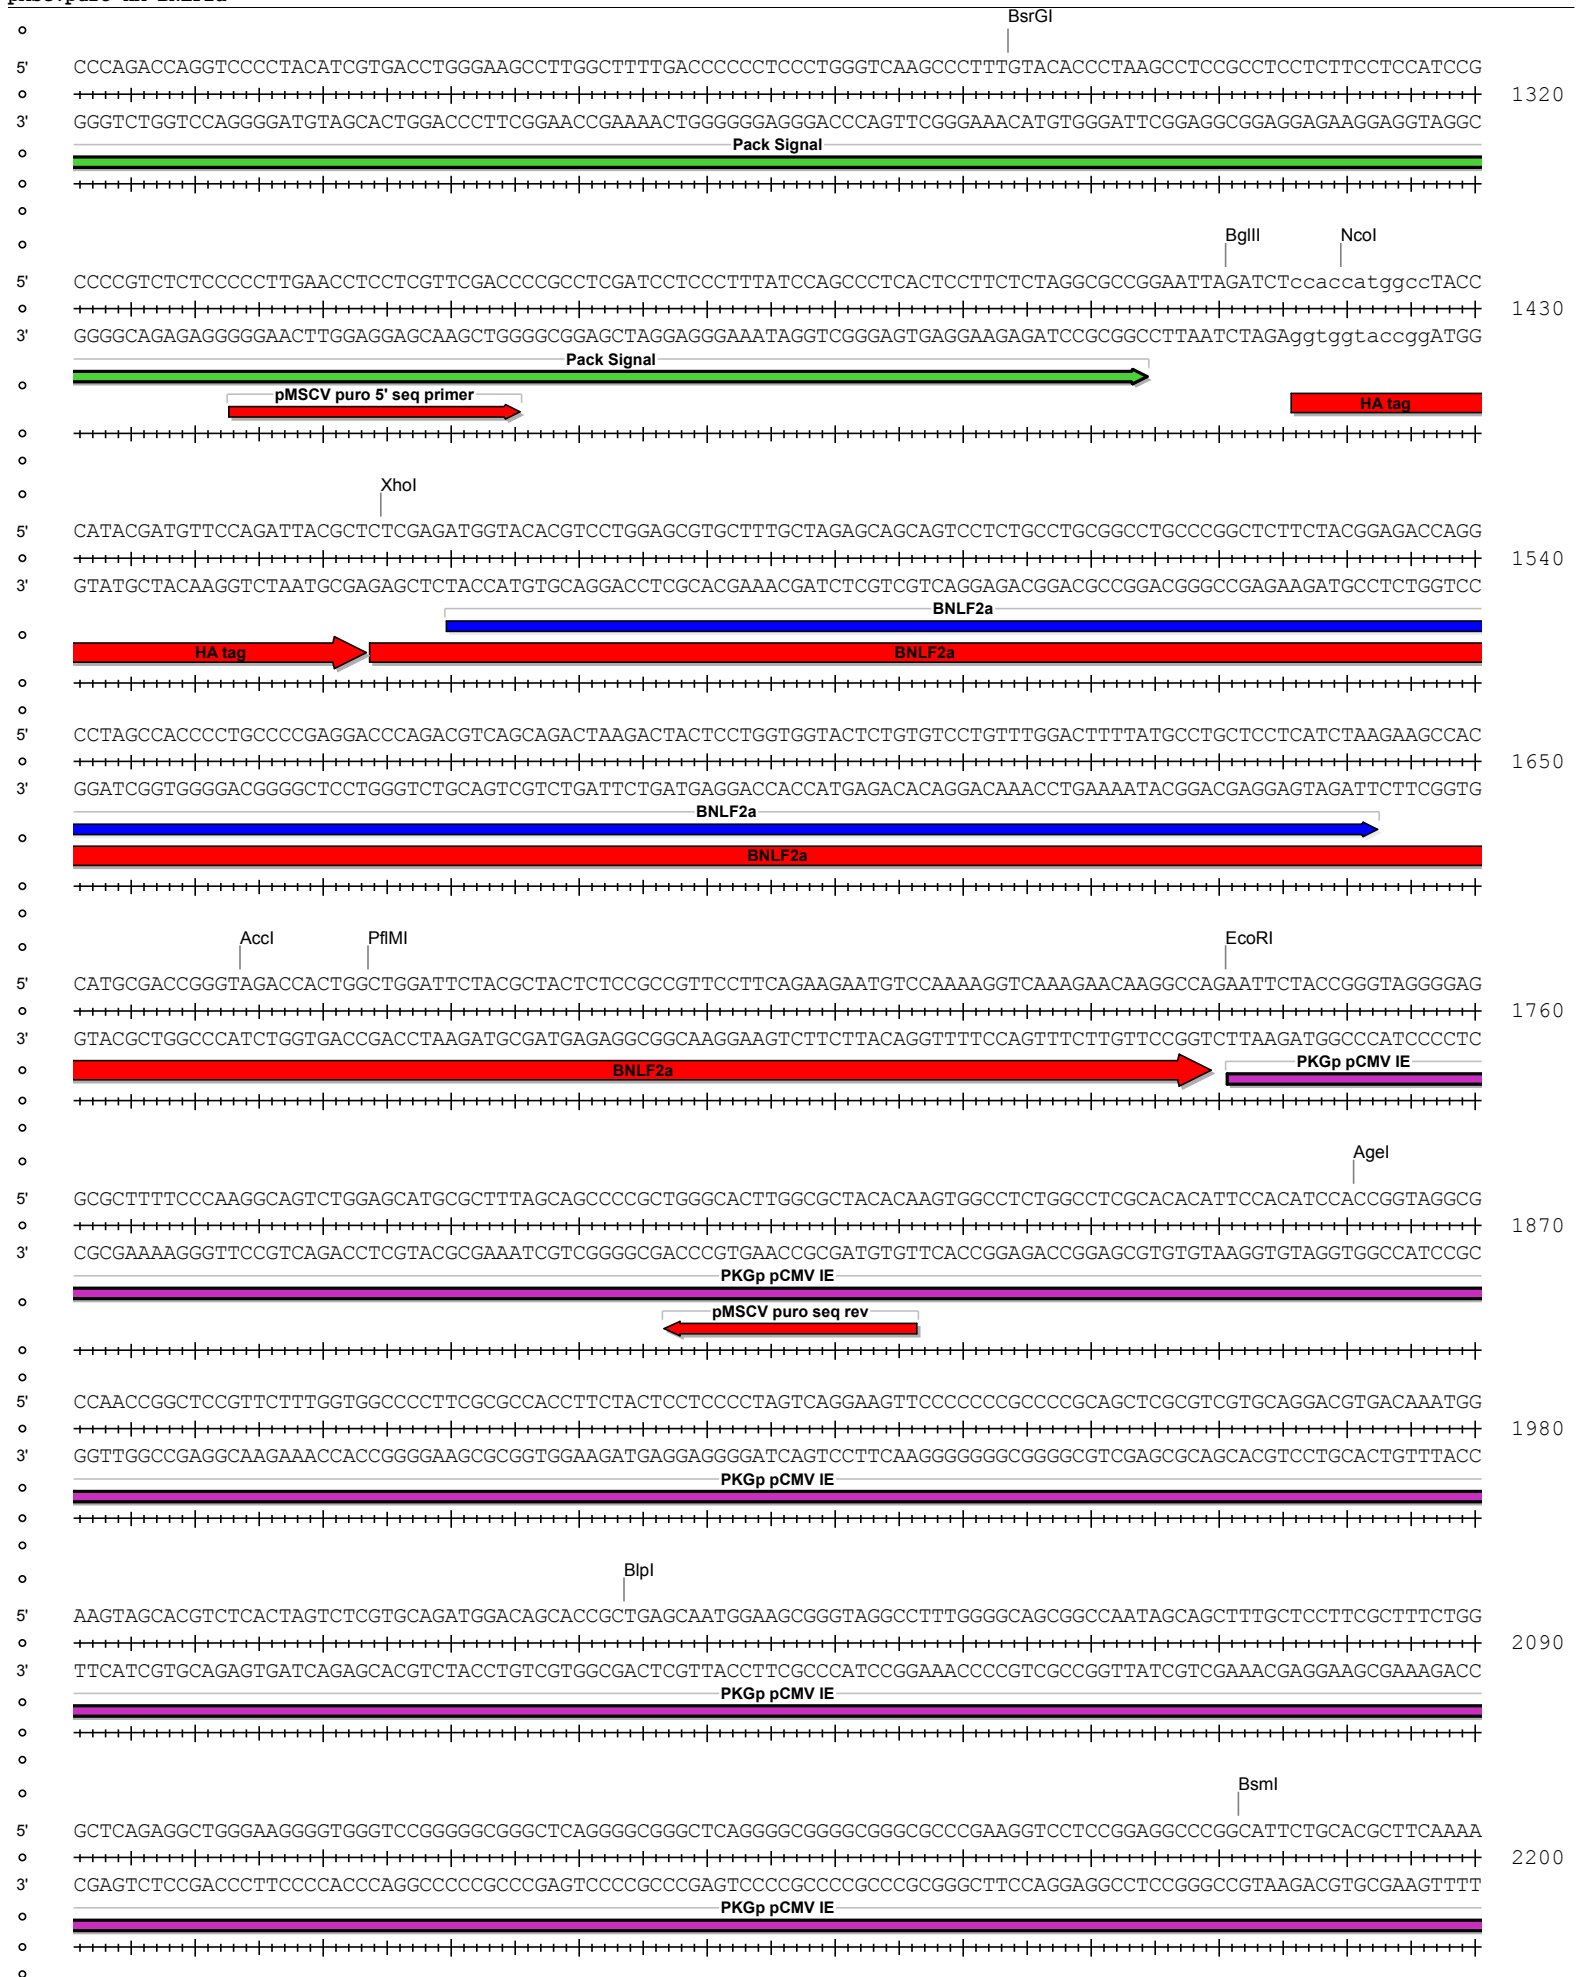 BsrGI
5' CCCAGACCAGGTCCCCTACATCGTGACCTGGGAAGCCTTGGCTTTTGACCCCCCTCCCTGGGTCAAGCCCTTTGTACACCCTAAGCCTCCGCCTCCTCTTCCTCCATCCG
1320
3' GGGTCTGGTCCAGGGGATGTAGCACTGGACCCTTCGGAACCGAAAACTGGGGGGAGGGACCCAGTTCGGGAAACATGTGGGATTCGGAGGCGGAGGAGAAGGAGGTAGGC
Pack Signal
BglII NcoI
5' CCCCGTCTCTCCCCCTTGAACCTCCTCGTTCGACCCCGCCTCGATCCTCCCTTTATCCAGCCCTCACTCCTTCTCTAGGCGCCGGAATTAGATCTccaccatggccTACC
1430
3' GGGGCAGAGAGGGGGAACTTGGAGGAGCAAGCTGGGGCGGAGCTAGGAGGGAAATAGGTCGGGAGTGAGGAAGAGATCCGCGGCCTTAATCTAGAggtggtaccggATGG
Pack Signal
pMSCV puro 5' seq primer
HA tag
XhoI
5' CATACGATGTTCCAGATTACGCTCTCGAGATGGTACACGTCCTGGAGCGTGCTTTGCTAGAGCAGCAGTCCTCTGCCTGCGGCCTGCCCGGCTCTTCTACGGAGACCAGG
1540
3' GTATGCTACAAGGTCTAATGCGAGAGCTCTACCATGTGCAGGACCTCGCACGAAACGATCTCGTCGTCAGGAGACGGACGCCGGACGGGCCGAGAAGATGCCTCTGGTCC
BNLF2a
HA tag BNLF2a
5' CCTAGCCACCCCTGCCCCGAGGACCCAGACGTCAGCAGACTAAGACTACTCCTGGTGGTACTCTGTGTCCTGTTTGGACTTTTATGCCTGCTCCTCATCTAAGAAGCCAC
1650
3' GGATCGGTGGGGACGGGGCTCCTGGGTCTGCAGTCGTCTGATTCTGATGAGGACCACCATGAGACACAGGACAAACCTGAAAATACGGACGAGGAGTAGATTCTTCGGTG
BNLF2a
BNLF2a
AccI PflMI EcoRI
5' CATGCGACCGGGTAGACCACTGGCTGGATTCTACGCTACTCTCCGCCGTTCCTTCAGAAGAATGTCCAAAAGGTCAAAGAACAAGGCCAGAATTCTACCGGGTAGGGGAG
1760
3' GTACGCTGGCCCATCTGGTGACCGACCTAAGATGCGATGAGAGGCGGCAAGGAAGTCTTCTTACAGGTTTTCCAGTTTCTTGTTCCGGTCTTAAGATGGCCCATCCCCTC
BNLF2a
PKGp pCMV IE
AgeI
5' GCGCTTTTCCCAAGGCAGTCTGGAGCATGCGCTTTAGCAGCCCCGCTGGGCACTTGGCGCTACACAAGTGGCCTCTGGCCTCGCACACATTCCACATCCACCGGTAGGCG
1870
3' CGCGAAAAGGGTTCCGTCAGACCTCGTACGCGAAATCGTCGGGGCGACCCGTGAACCGCGATGTGTTCACCGGAGACCGGAGCGTGTGTAAGGTGTAGGTGGCCATCCGC
PKGp pCMV IE
pMSCV puro seq rev
5' CCAACCGGCTCCGTTCTTTGGTGGCCCCTTCGCGCCACCTTCTACTCCTCCCCTAGTCAGGAAGTTCCCCCCCGCCCCGCAGCTCGCGTCGTGCAGGACGTGACAAATGG
1980
3' GGTTGGCCGAGGCAAGAAACCACCGGGGAAGCGCGGTGGAAGATGAGGAGGGGATCAGTCCTTCAAGGGGGGGCGGGGCGTCGAGCGCAGCACGTCCTGCACTGTTTACC
PKGp pCMV IE
BlpI
5' AAGTAGCACGTCTCACTAGTCTCGTGCAGATGGACAGCACCGCTGAGCAATGGAAGCGGGTAGGCCTTTGGGGCAGCGGCCAATAGCAGCTTTGCTCCTTCGCTTTCTGG
2090
3' TTCATCGTGCAGAGTGATCAGAGCACGTCTACCTGTCGTGGCGACTCGTTACCTTCGCCCATCCGGAAACCCCGTCGCCGGTTATCGTCGAAACGAGGAAGCGAAAGACC
PKGp pCMV IE
BsmI
5' GCTCAGAGGCTGGGAAGGGGTGGGTCCGGGGGCGGGCTCAGGGGCGGGCTCAGGGGCGGGGCGGGCGCCCGAAGGTCCTCCGGAGGCCCGGCATTCTGCACGCTTCAAAA
2200
3' CGAGTCTCCGACCCTTCCCCACCCAGGCCCCCGCCCGAGTCCCCGCCCGAGTCCCCGCCCCGCCCGCGGGCTTCCAGGAGGCCTCCGGGCCGTAAGACGTGCGAAGTTTT
PKGp pCMV IE